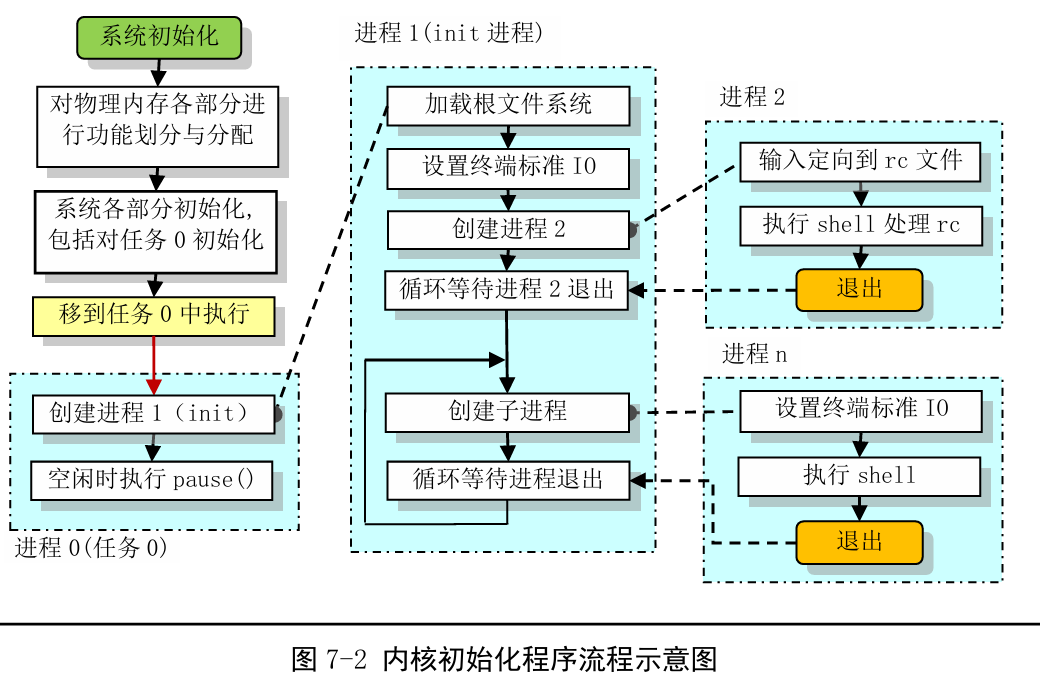 系统初始化
对物理内存各部分进
行功能划分与分配
系统各部分初始化,
包括对任务 0 初始化
移到任务 0 中执行
创建进程 1（init）
空闲时执行 pause()
进程 0(任务 0)
进程 1(init 进程)
加载根文件系统
设置终端标准 IO
创建进程 2
循环等待进程 2 退出
创建子进程
循环等待进程退出
进程 2
输入定向到 rc 文件
执行 shell 处理 rc
退出
进程 n
设置终端标准 IO
执行 shell
退出
图 7-2 内核初始化程序流程示意图